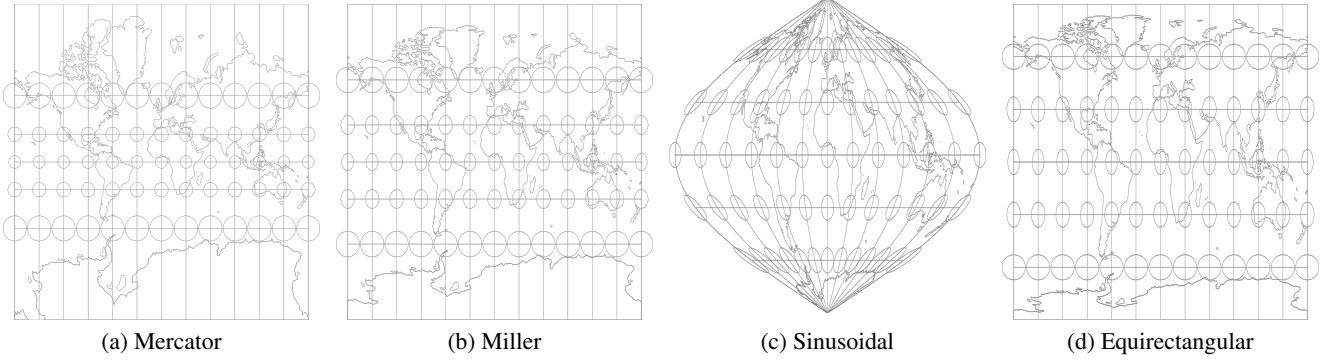 (a) Mercator
(b) Miller
(c) Sinusoidal
(d) Equirectangular